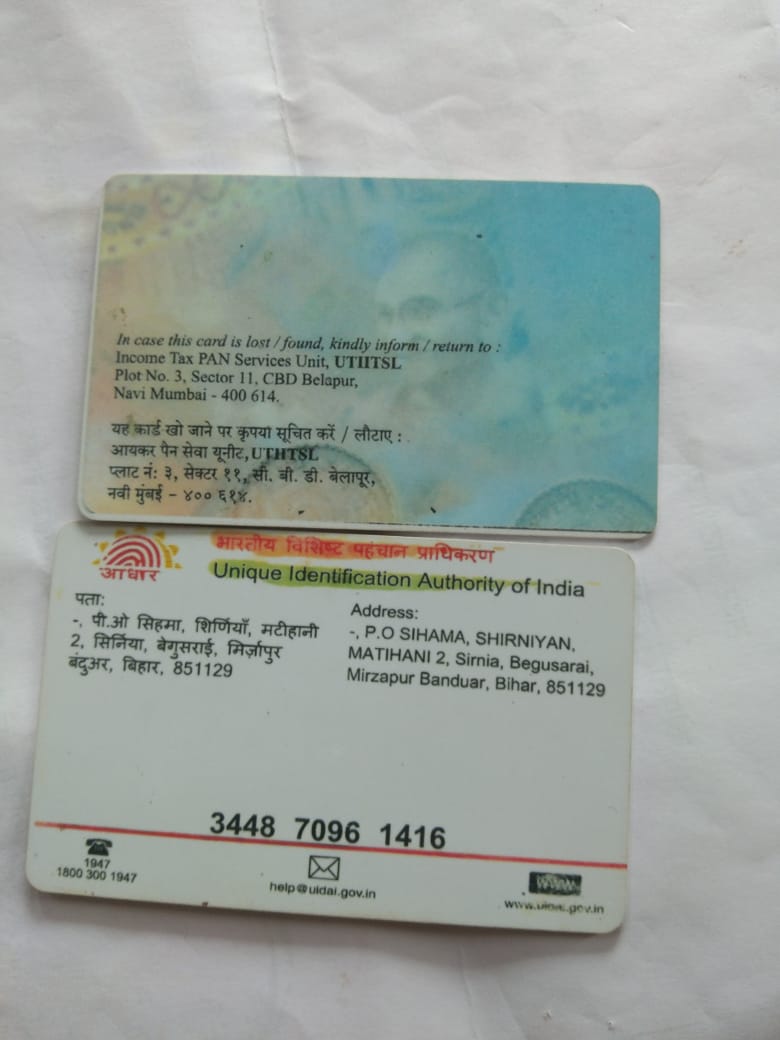 In case this card is lost / found, kindly inform / return to :
Income Tax PAN Services Unit, UTIITSL
Plot No. 3, Sector 11, CBD Belapur,
Navi Mumbai - 400 614.
यह कार्ड खो जाने पर कृपया सूचित करें / लौटाए :
आयकर पैन सेवा यूनीट, UTIITSL
प्लाट नं: ३, सेक्टर ११, सी. बी. डी. बेलापूर,
नवी मुंबई - ४०० ६१४.
आधार
भारतीय विशिष्ट पहचान प्राधिकरण
Unique Identification Authority of India
पता:
-, पी.ओ सिहमा, शिर्णियाँ, मटीहानी
2, सिर्निया, बेगुसराई, मिर्ज़ापुर
बंदुअर, बिहार, 851129
Address:
-, P.O SIHAMA, SHIRNIYAN,
MATIHANI 2, Sirnia, Begusarai,
Mirzapur Banduar, Bihar, 851129
3448 7096 1416
1947
1800 300 1947
help@uidai.gov.in
www
www.uidai.gov.in